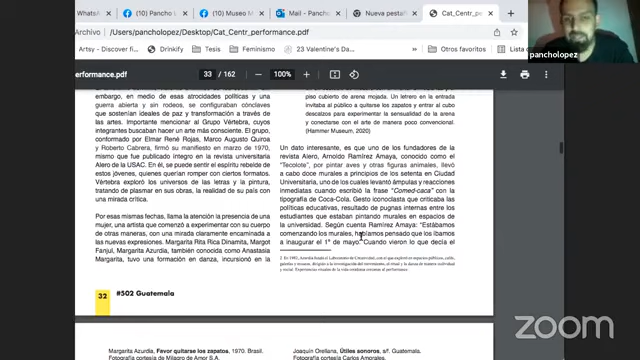 WhatsA
Pancho L
Museo M
Mail - Pancho
Nueva pestañ
Cat_Centr_perform
Archivo
/Users/pancholopez/Desktop/Cat_Centr_performance.pdf
Artsy - Discover fi
Drinkify
Feminismo
23 Valentine's Da
Otros favoritos
Lista
pancholopez
performance.pdf
33 / 162
100%
embargo, en medio de esas atrocidades políticas y una
guerra abierta y sin rodeos, se configuraban cónclaves
que sostenían ideales de paz y transformación a través
de las artes. Importante mencionar al Grupo Vértebra, cuyos
integrantes buscaban hacer un arte más consciente. El grupo,
conformado por Elmar René Rojas, Marco Augusto Quiroa
y Roberto Cabrera, firmó su manifiesto en marzo de 1970,
mismo que fue publicado íntegro en la revista universitaria
Alero de la USAC. En él, se puede sentir el espíritu rebelde de
estos jóvenes, quienes querían romper con ciertos formatos.
Vértebra exploró los universos de las letras y la pintura,
tratando de plasmar en sus obras, la realidad de su país con
una mirada crítica.
Por esas mismas fechas, llama la atención la presencia de una
mujer, una artista que comenzó a experimentar con su cuerpo
de otras maneras, con una mirada claramente encaminada a
las nuevas expresiones. Margarita Rita Rica Dinamita, Margot
Fanjul, Margarita Azurdia, también conocida como Anastasia
Margarita, tuvo una formación en danza, incursionó en la
piso cubierto de arena mojada. Un letrero en la entrada
invitaba al público a quitarse los zapatos y entrar al cubo
descalzos para experimentar la sensualidad de la arena
y conectarse con el arte de manera poco convencional.
(Hammer Museum, 2020)
Un dato interesante, es que uno de los fundadores de la
revista Alero, Arnoldo Ramírez Amaya, conocido como el
"Tecolote", por pintar aves y otras figuras animales, llevó
a cabo doce murales a principios de los setenta en Ciudad
Universitaria, uno de los cuales levantó ámpulas y reacciones
inmediatas cuando escribió la frase "Comed-caca" con la
tipografía de Coca-Cola. Gesto iconoclasta que criticaba las
políticas educativas, resultado de pugnas internas entre los
estudiantes que estaban pintando murales en espacios de
la universidad. Según cuenta Ramírez Amaya: "Estábamos
comenzando los murales, habíamos pensado que los íbamos
a inaugurar el 1° de mayo. Cuando vieron lo que decía el
32
#502 Guatemala
zoom
Margarita Azurdia, Favor quitarse los zapatos, 1970. Brasil.
Fotografía cortesía de Milagro de Amor S.A.
Joaquín Orellana, Útiles sonoros, s/f. Guatemala.
Fotografía cortesía Carlos Amorales.